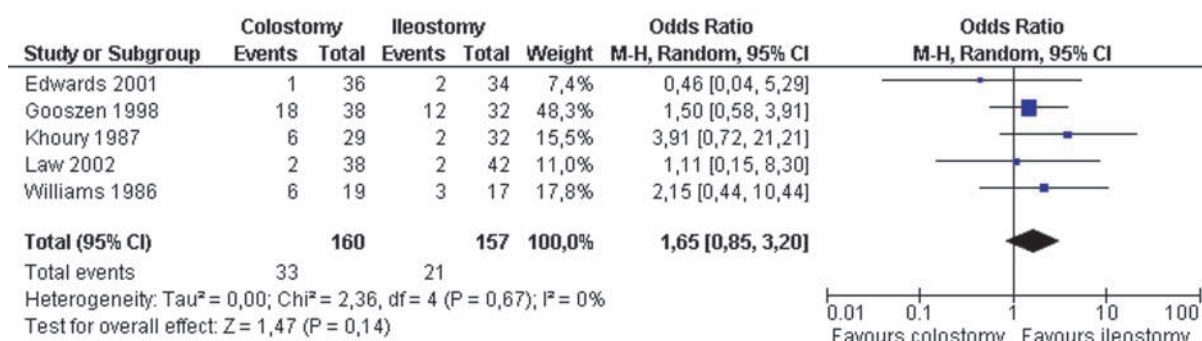 Colostomy Ileostomy Odds Ratio Odds Ratio
Study or Subgroup Events Total Events Total Weight M-H, Random, 95% CI M-H, Random, 95% CI
Edwards 2001 1 36 2 34 7,4% 0,46 [0,04, 5,29]
Gooszen 1998 18 38 12 32 48,3% 1,50 [0,58, 3,91]
Khoury 1987 6 29 2 32 15,5% 3,91 [0,72, 21,21]
Law 2002 2 38 2 42 11,0% 1,11 [0,15, 8,30]
Williams 1986 6 19 3 17 17,8% 2,15 [0,44, 10,44]
Total (95% CI) 160 157 100,0% 1,65 [0,85, 3,20]
Total events 33 21
Heterogeneity: Tau² = 0,00; Chi² = 2,36, df = 4 (P = 0,67); I² = 0%
Test for overall effect: Z = 1,47 (P = 0,14)
0.01 0.1 1 10 100
Favours colostomy Favours ileostomy